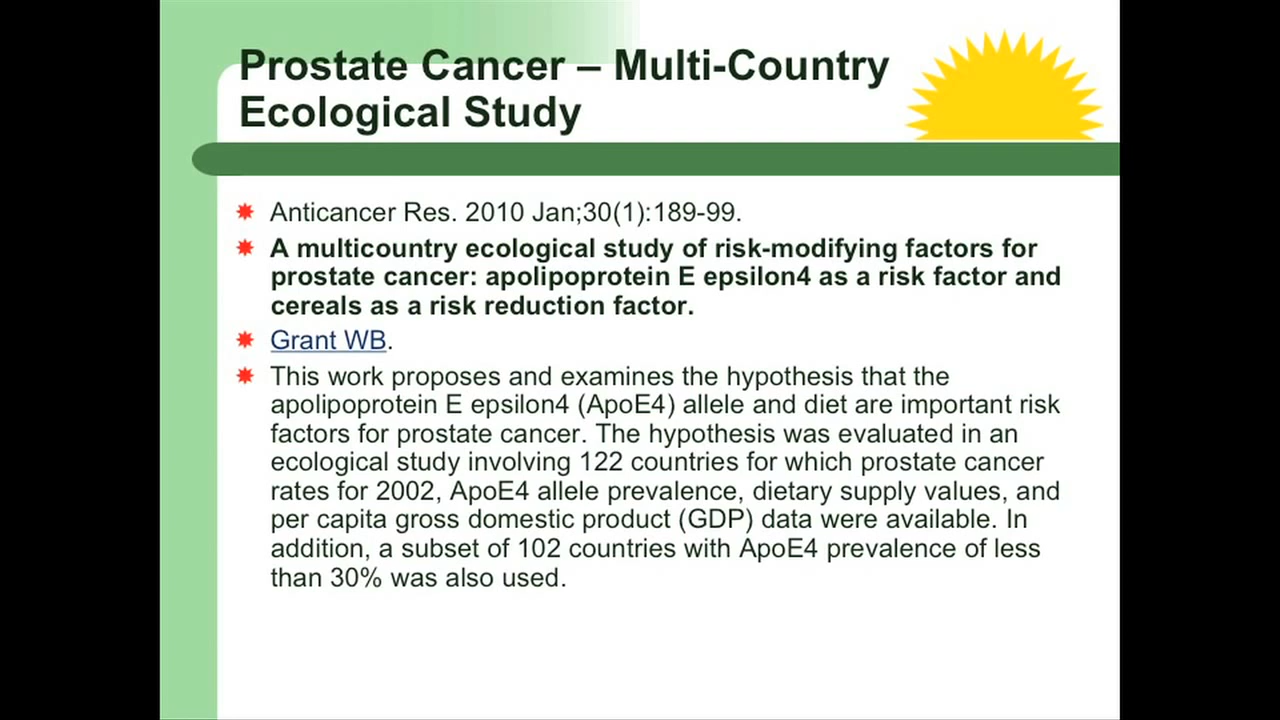 Prostate Cancer – Multi-Country
Ecological Study
Anticancer Res. 2010 Jan;30(1):189-99.
A multicountry ecological study of risk-modifying factors for
prostate cancer: apolipoprotein E epsilon4 as a risk factor and
cereals as a risk reduction factor.
Grant WB.
This work proposes and examines the hypothesis that the
apolipoprotein E epsilon4 (ApoE4) allele and diet are important risk
factors for prostate cancer. The hypothesis was evaluated in an
ecological study involving 122 countries for which prostate cancer
rates for 2002, ApoE4 allele prevalence, dietary supply values, and
per capita gross domestic product (GDP) data were available. In
addition, a subset of 102 countries with ApoE4 prevalence of less
than 30% was also used.